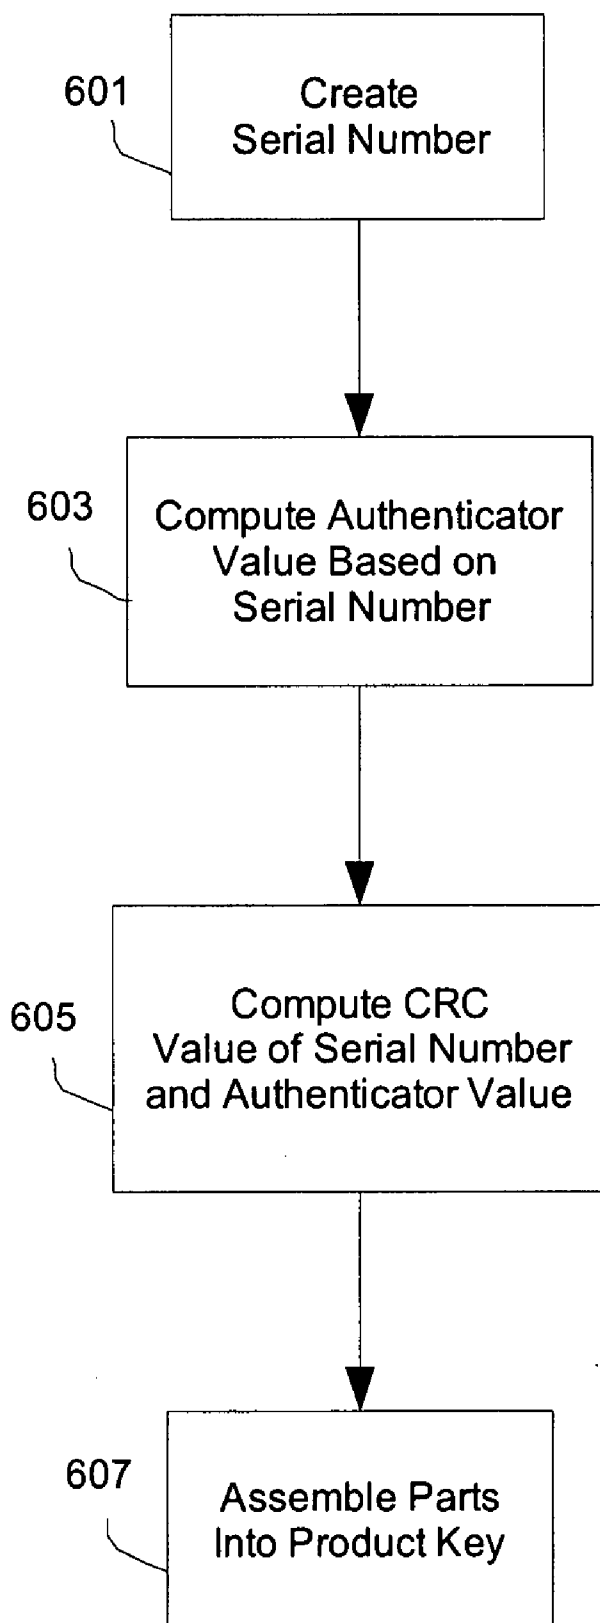 601
Create
Serial Number
603
Compute Authenticator
Value Based on
Serial Number
605
Compute CRC
Value of Serial Number
and Authenticator Value
607
Assemble Parts
Into Product Key